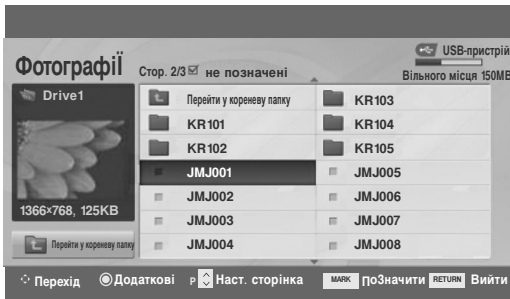 USB-пристрій
Фотографії Стор. 2/3 не позначені
Вільного місця 150MB
Drive1
Перейти у кореневу папку
KR103
KR101
KR104
KR102
KR105
JMJ001
JMJ005
JMJ002
JMJ006
JMJ003
JMJ007
JMJ004
JMJ008
1366×768, 125KB
Перейти у кореневу папку
Перехід Додаткові P Наст. сторінка MARK По3начити RETURN Вийти